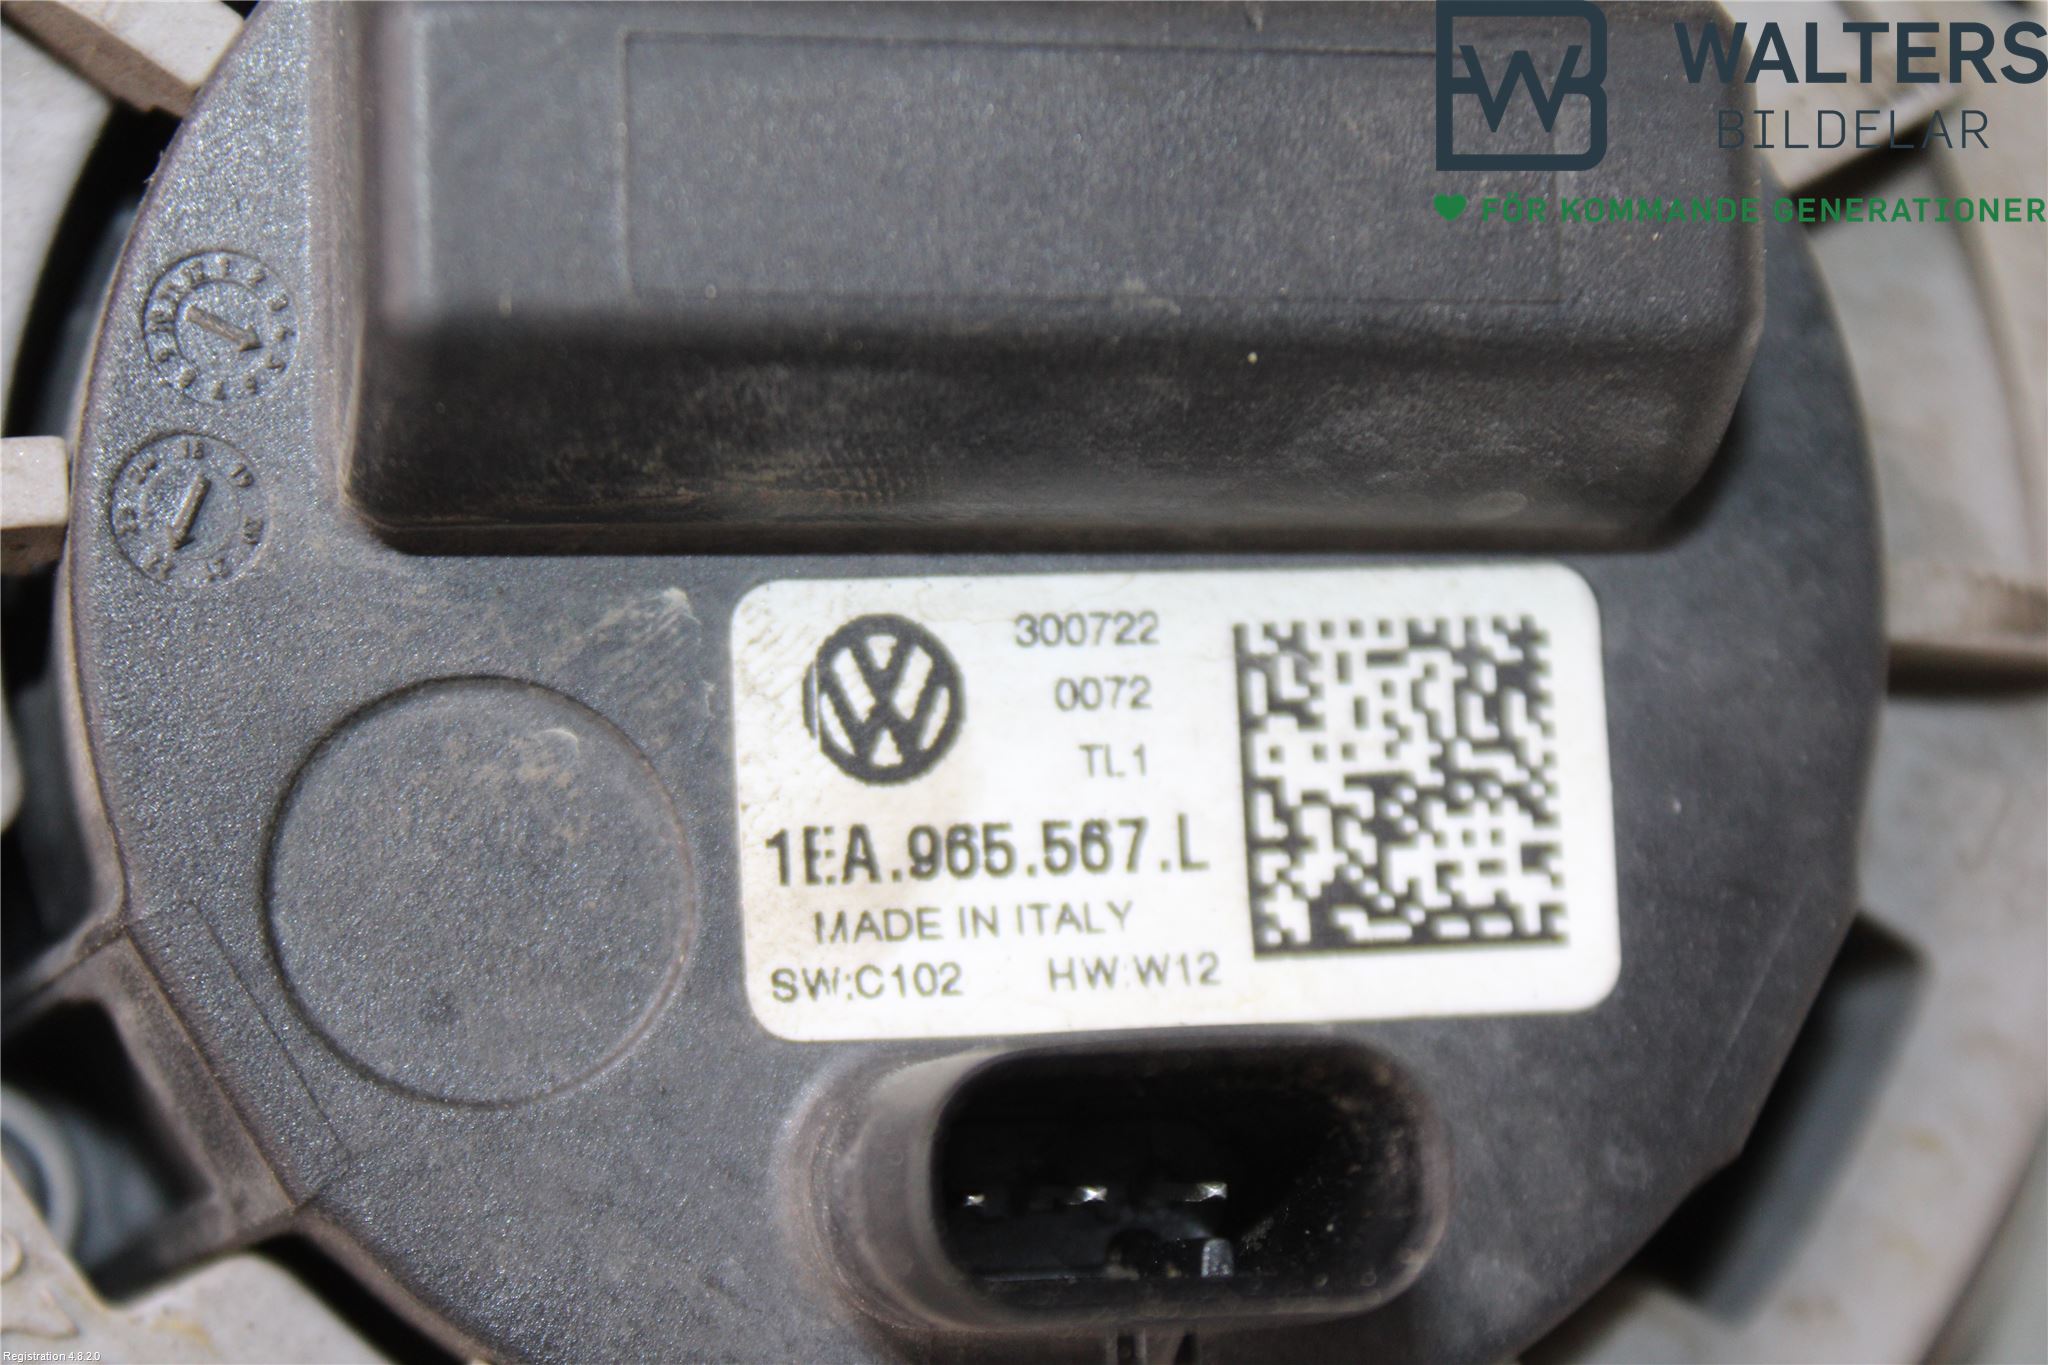 WALTERS
BILDELAR
FÖR KOMMANDE GENERATIONER
300722
0072
TL1
1EA.965.567.L
MADE IN ITALY
SW:C102 HW:W12
Registration 4.8.2.0